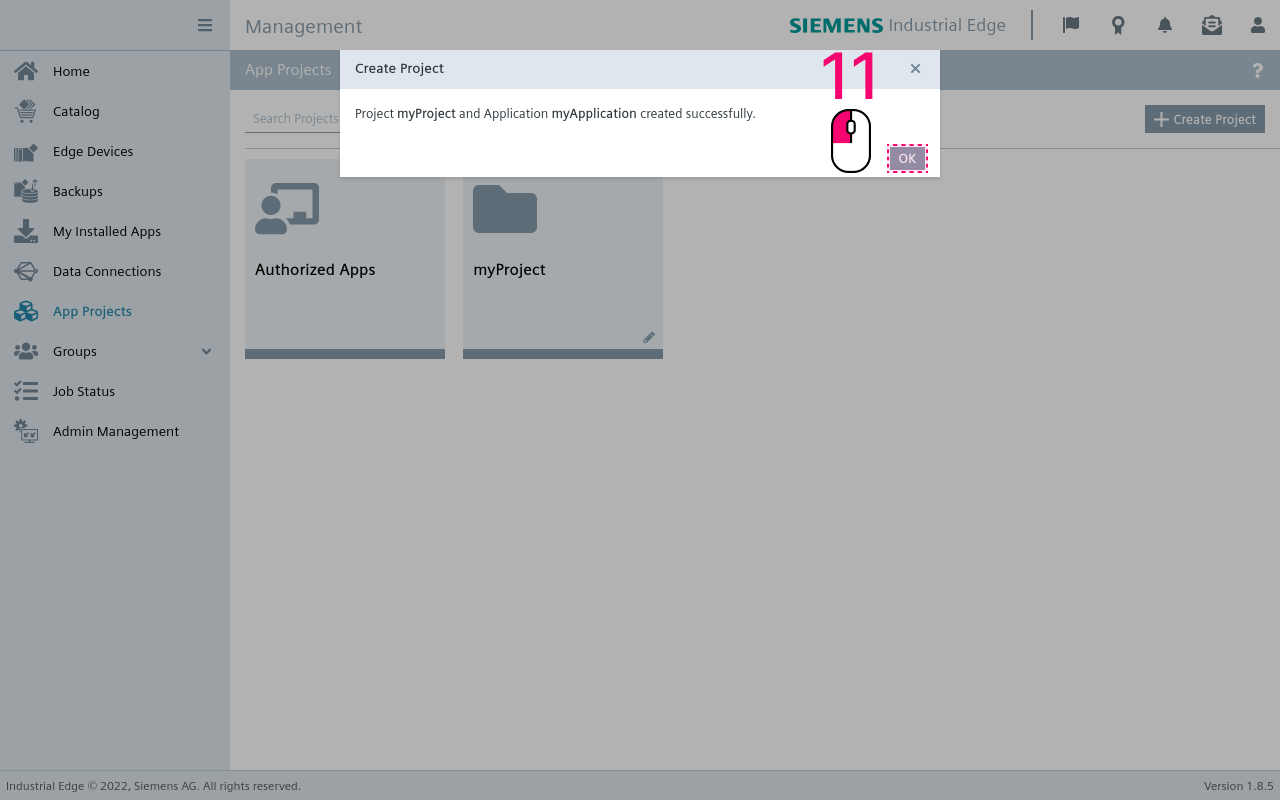 Management
SIEMENS Industrial Edge
Home
Catalog
Edge Devices
Backups
My Installed Apps
Data Connections
App Projects
Groups
Job Status
Admin Management
App Projects
?
Search Projects
Create Project
Create Project
11
Project myProject and Application myApplication created successfully.
OK
Authorized Apps
myProject
Industrial Edge © 2022, Siemens AG. All rights reserved.
Version 1.8.5